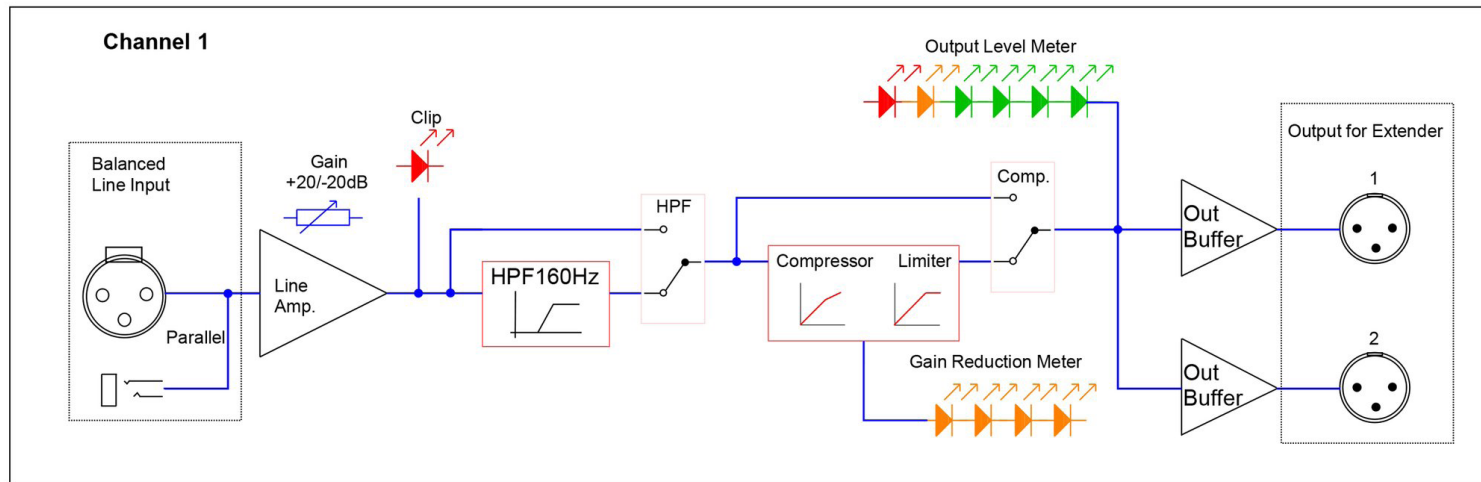 Channel 1
Output Level Meter
Clip
Balanced
Line Input
Gain
+20/-20dB
Output for Extender
HPF
Comp.
1
Out
Buffer
HPF160Hz
Compressor
Limiter
Line
Amp.
Parallel
Gain Reduction Meter
2
Out
Buffer